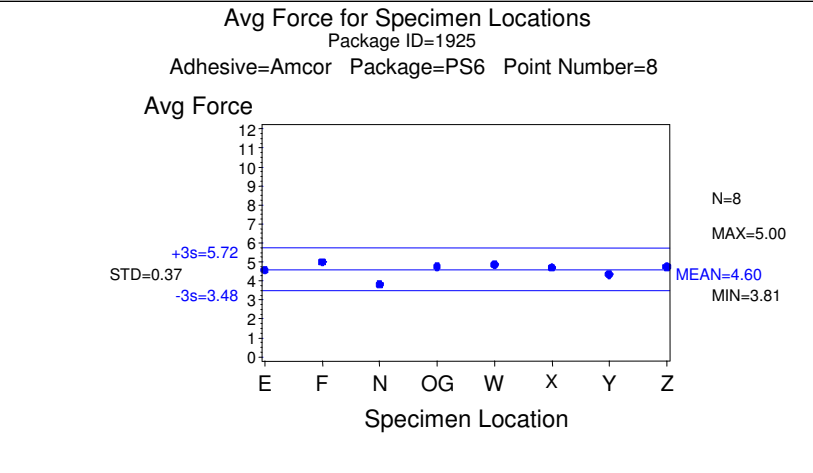 Avg Force for Specimen Locations
Package ID=1925
Adhesive=Amcor Package=PS6 Point Number=8
Avg Force
12
11
10
9
8
7
6
5
4
3
2
1
0
+3s=5.72
STD=0.37
-3s=3.48
N=8
MAX=5.00
MEAN=4.60
MIN=3.81
E F N OG W X Y Z
Specimen Location